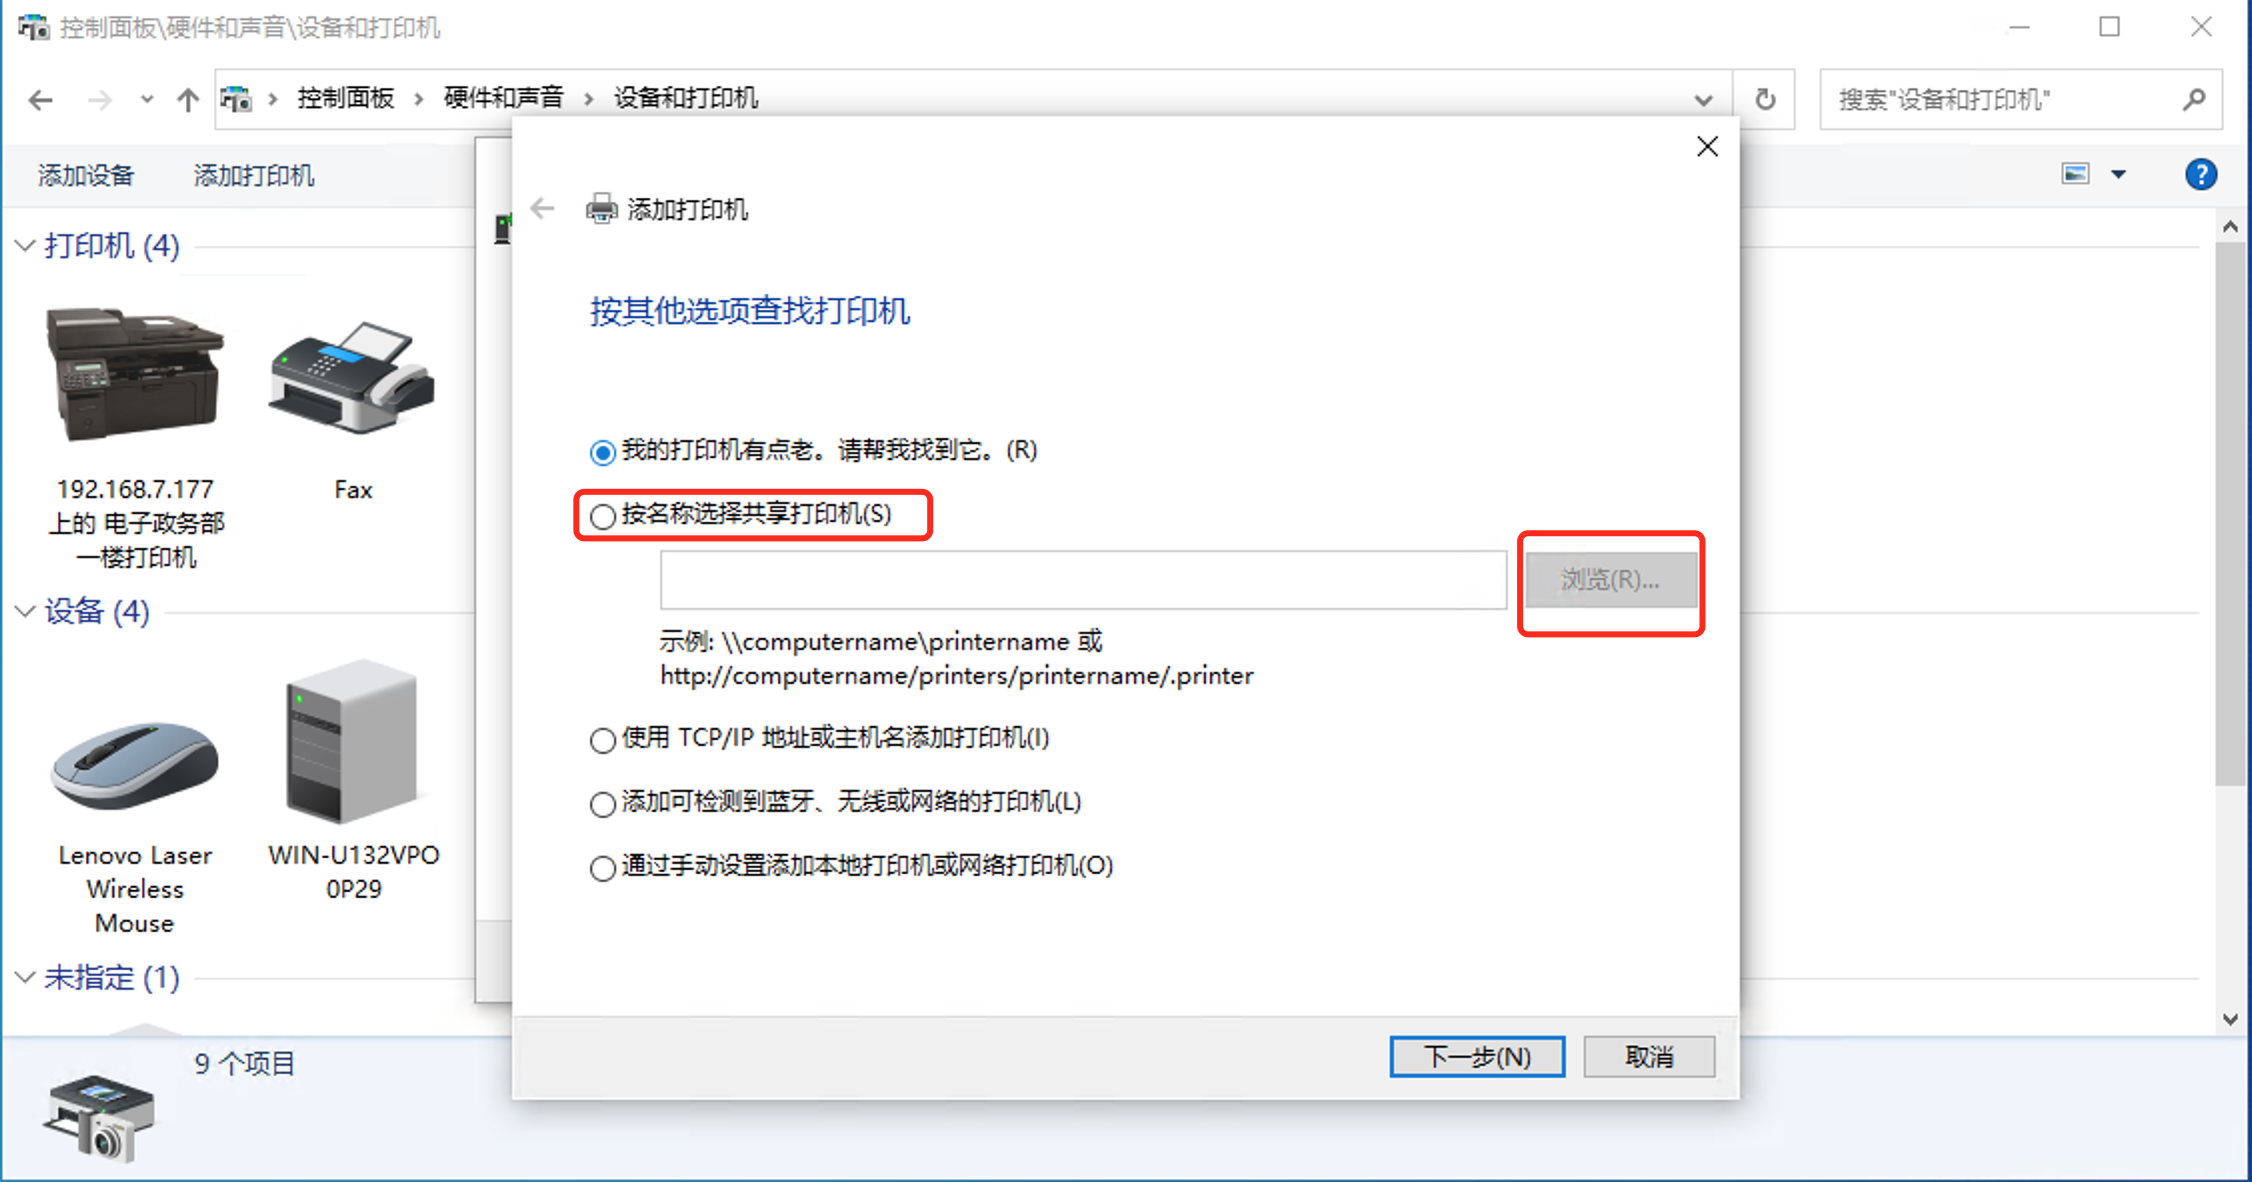 控制面板\硬件和声音\设备和打印机
控制面板 › 硬件和声音 › 设备和打印机
搜索"设备和打印机"
添加设备 添加打印机
打印机 (4)
192.168.7.177
上的 电子政务部
一楼打印机
Fax
设备 (4)
Lenovo Laser
Wireless
Mouse
WIN-U132VPO
0P29
未指定 (1)
9 个项目
添加打印机
按其他选项查找打印机
我的打印机有点老。请帮我找到它。(R)
按名称选择共享打印机(S)
浏览(R)...
示例: \\computername\printername 或
http://computername/printers/printername/.printer
使用 TCP/IP 地址或主机名添加打印机(I)
添加可检测到蓝牙、无线或网络的打印机(L)
通过手动设置添加本地打印机或网络打印机(O)
下一步(N)
取消